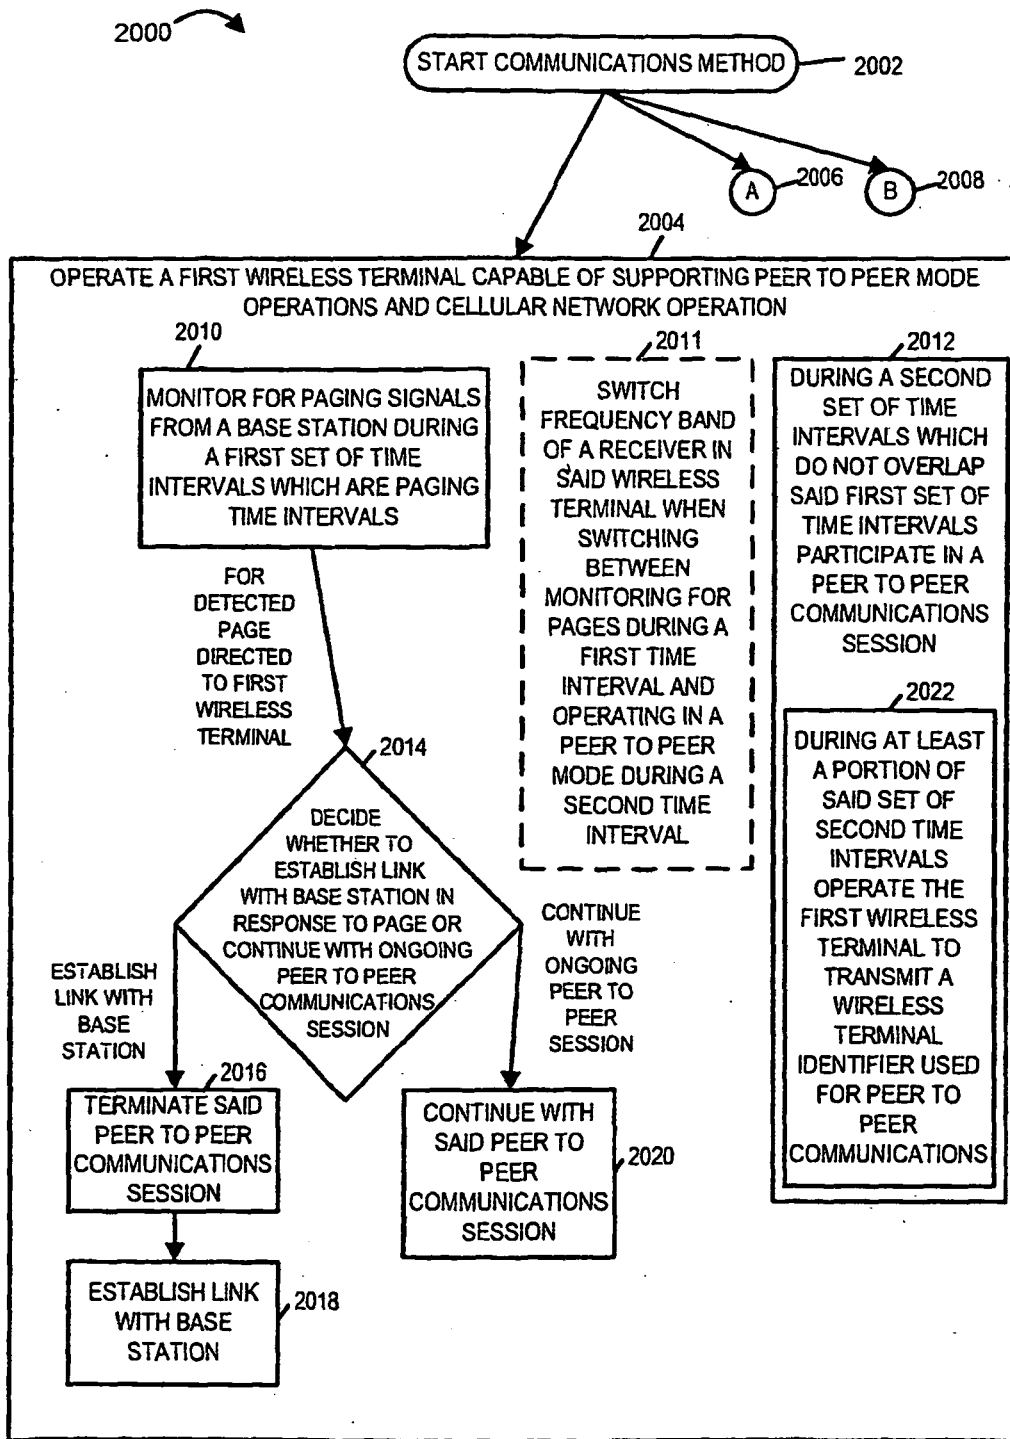 2000
START COMMUNICATIONS METHOD
2002
A
2006
B
2008
2004
OPERATE A FIRST WIRELESS TERMINAL CAPABLE OF SUPPORTING PEER TO PEER MODE
OPERATIONS AND CELLULAR NETWORK OPERATION
2010
MONITOR FOR PAGING SIGNALS
FROM A BASE STATION DURING
A FIRST SET OF TIME
INTERVALS WHICH ARE PAGING
TIME INTERVALS
FOR
DETECTED
PAGE
DIRECTED
TO FIRST
WIRELESS
TERMINAL
2014
DECIDE
WHETHER TO
ESTABLISH LINK
WITH BASE STATION IN
RESPONSE TO PAGE OR
CONTINUE WITH ONGOING
PEER TO PEER
COMMUNICATIONS
SESSION
ESTABLISH
LINK WITH
BASE
STATION
2016
TERMINATE SAID
PEER TO PEER
COMMUNICATIONS
SESSION
ESTABLISH LINK
WITH BASE
STATION
2018
CONTINUE
WITH
ONGOING
PEER TO
PEER
SESSION
CONTINUE WITH
SAID PEER TO
PEER
COMMUNICATIONS
SESSION
2020
2011
SWITCH
FREQUENCY BAND
OF A RECEIVER IN
SAID WIRELESS
TERMINAL WHEN
SWITCHING
BETWEEN
MONITORING FOR
PAGES DURING A
FIRST TIME
INTERVAL AND
OPERATING IN A
PEER TO PEER
MODE DURING A
SECOND TIME
INTERVAL
2012
DURING A SECOND
SET OF TIME
INTERVALS WHICH
DO NOT OVERLAP
SAID FIRST SET OF
TIME INTERVALS
PARTICIPATE IN A
PEER TO PEER
COMMUNICATIONS
SESSION
2022
DURING AT LEAST
A PORTION OF
SAID SET OF
SECOND TIME
INTERVALS
OPERATE THE
FIRST WIRELESS
TERMINAL TO
TRANSMIT A
WIRELESS
TERMINAL
IDENTIFIER USED
FOR PEER TO
PEER
COMMUNICATIONS